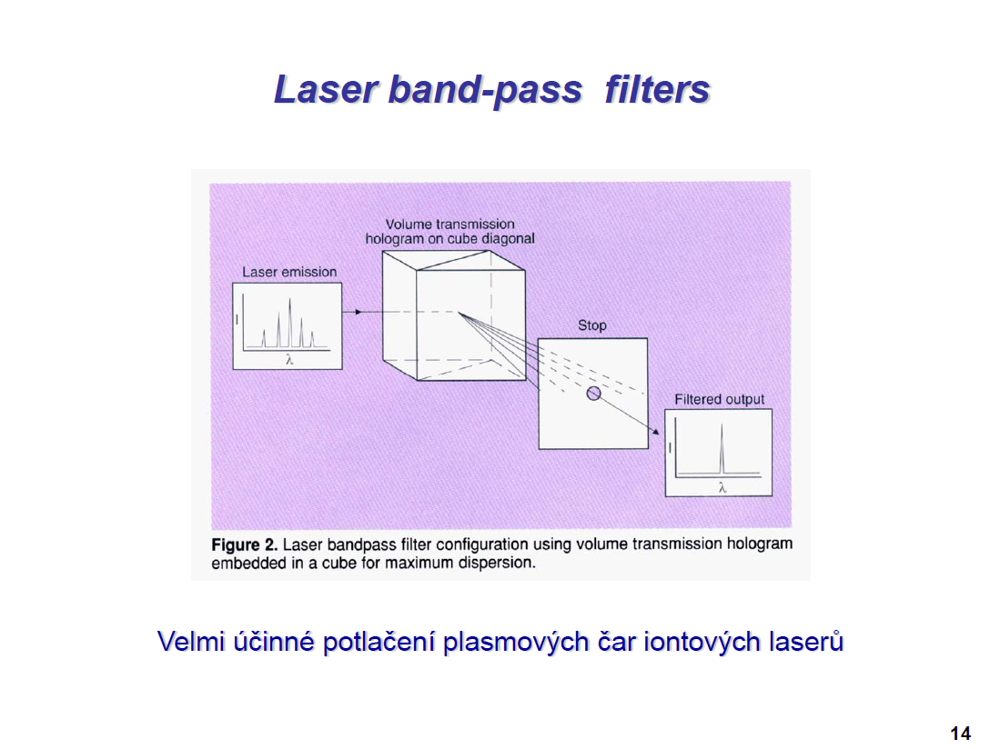 Laser band-pass filters
Volume transmission
hologram on cube diagonal
Laser emission
I
λ
Stop
Filtered output
I
λ
Figure 2. Laser bandpass filter configuration using volume transmission hologram
embedded in a cube for maximum dispersion.
Velmi účinné potlačení plasmových čar iontových laserů
14